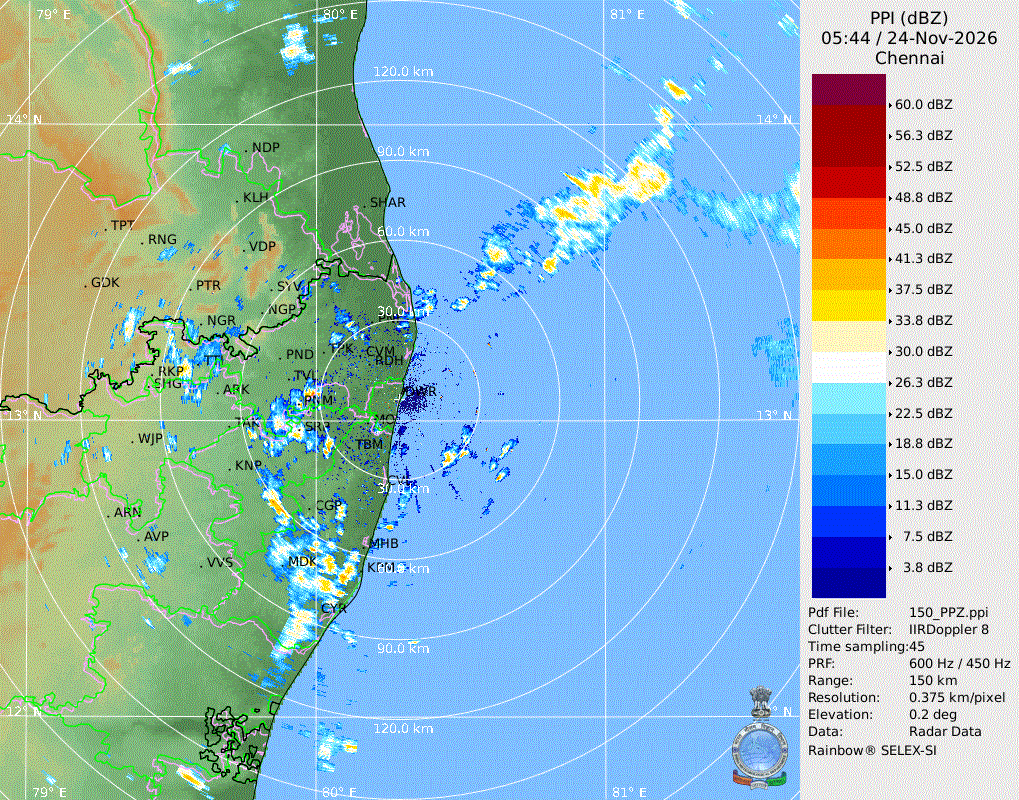 79° E
80° E
81° E
120.0 km
14° N
14° N
NDP
90.0 km
KLH
SHAR
TPT
RNG
60.0 km
VDP
GDK
PTR
SYV
NGP
30.0 km
NGR
PND
CVM
RDH
TTI
RKP
SHG
TVL
ARK
PNM
13° N
13° N
SRP
WJP
TBM
KNP
30.0 km
CGP
ARN
AVP
MHB
VVS
MDK
CYR
90.0 km
12° N
120.0 km
79° E
80° E
81° E
PPI (dBZ)
05:44 / 24-Nov-2026
Chennai
60.0 dBZ
56.3 dBZ
52.5 dBZ
48.8 dBZ
45.0 dBZ
41.3 dBZ
37.5 dBZ
33.8 dBZ
30.0 dBZ
26.3 dBZ
22.5 dBZ
18.8 dBZ
15.0 dBZ
11.3 dBZ
7.5 dBZ
3.8 dBZ
Pdf File: 150_PPZ.ppi
Clutter Filter: IIRDoppler 8
Time sampling:45
PRF: 600 Hz / 450 Hz
Range: 150 km
Resolution: 0.375 km/pixel
Elevation: 0.2 deg
Data: Radar Data
Rainbow® SELEX-SI